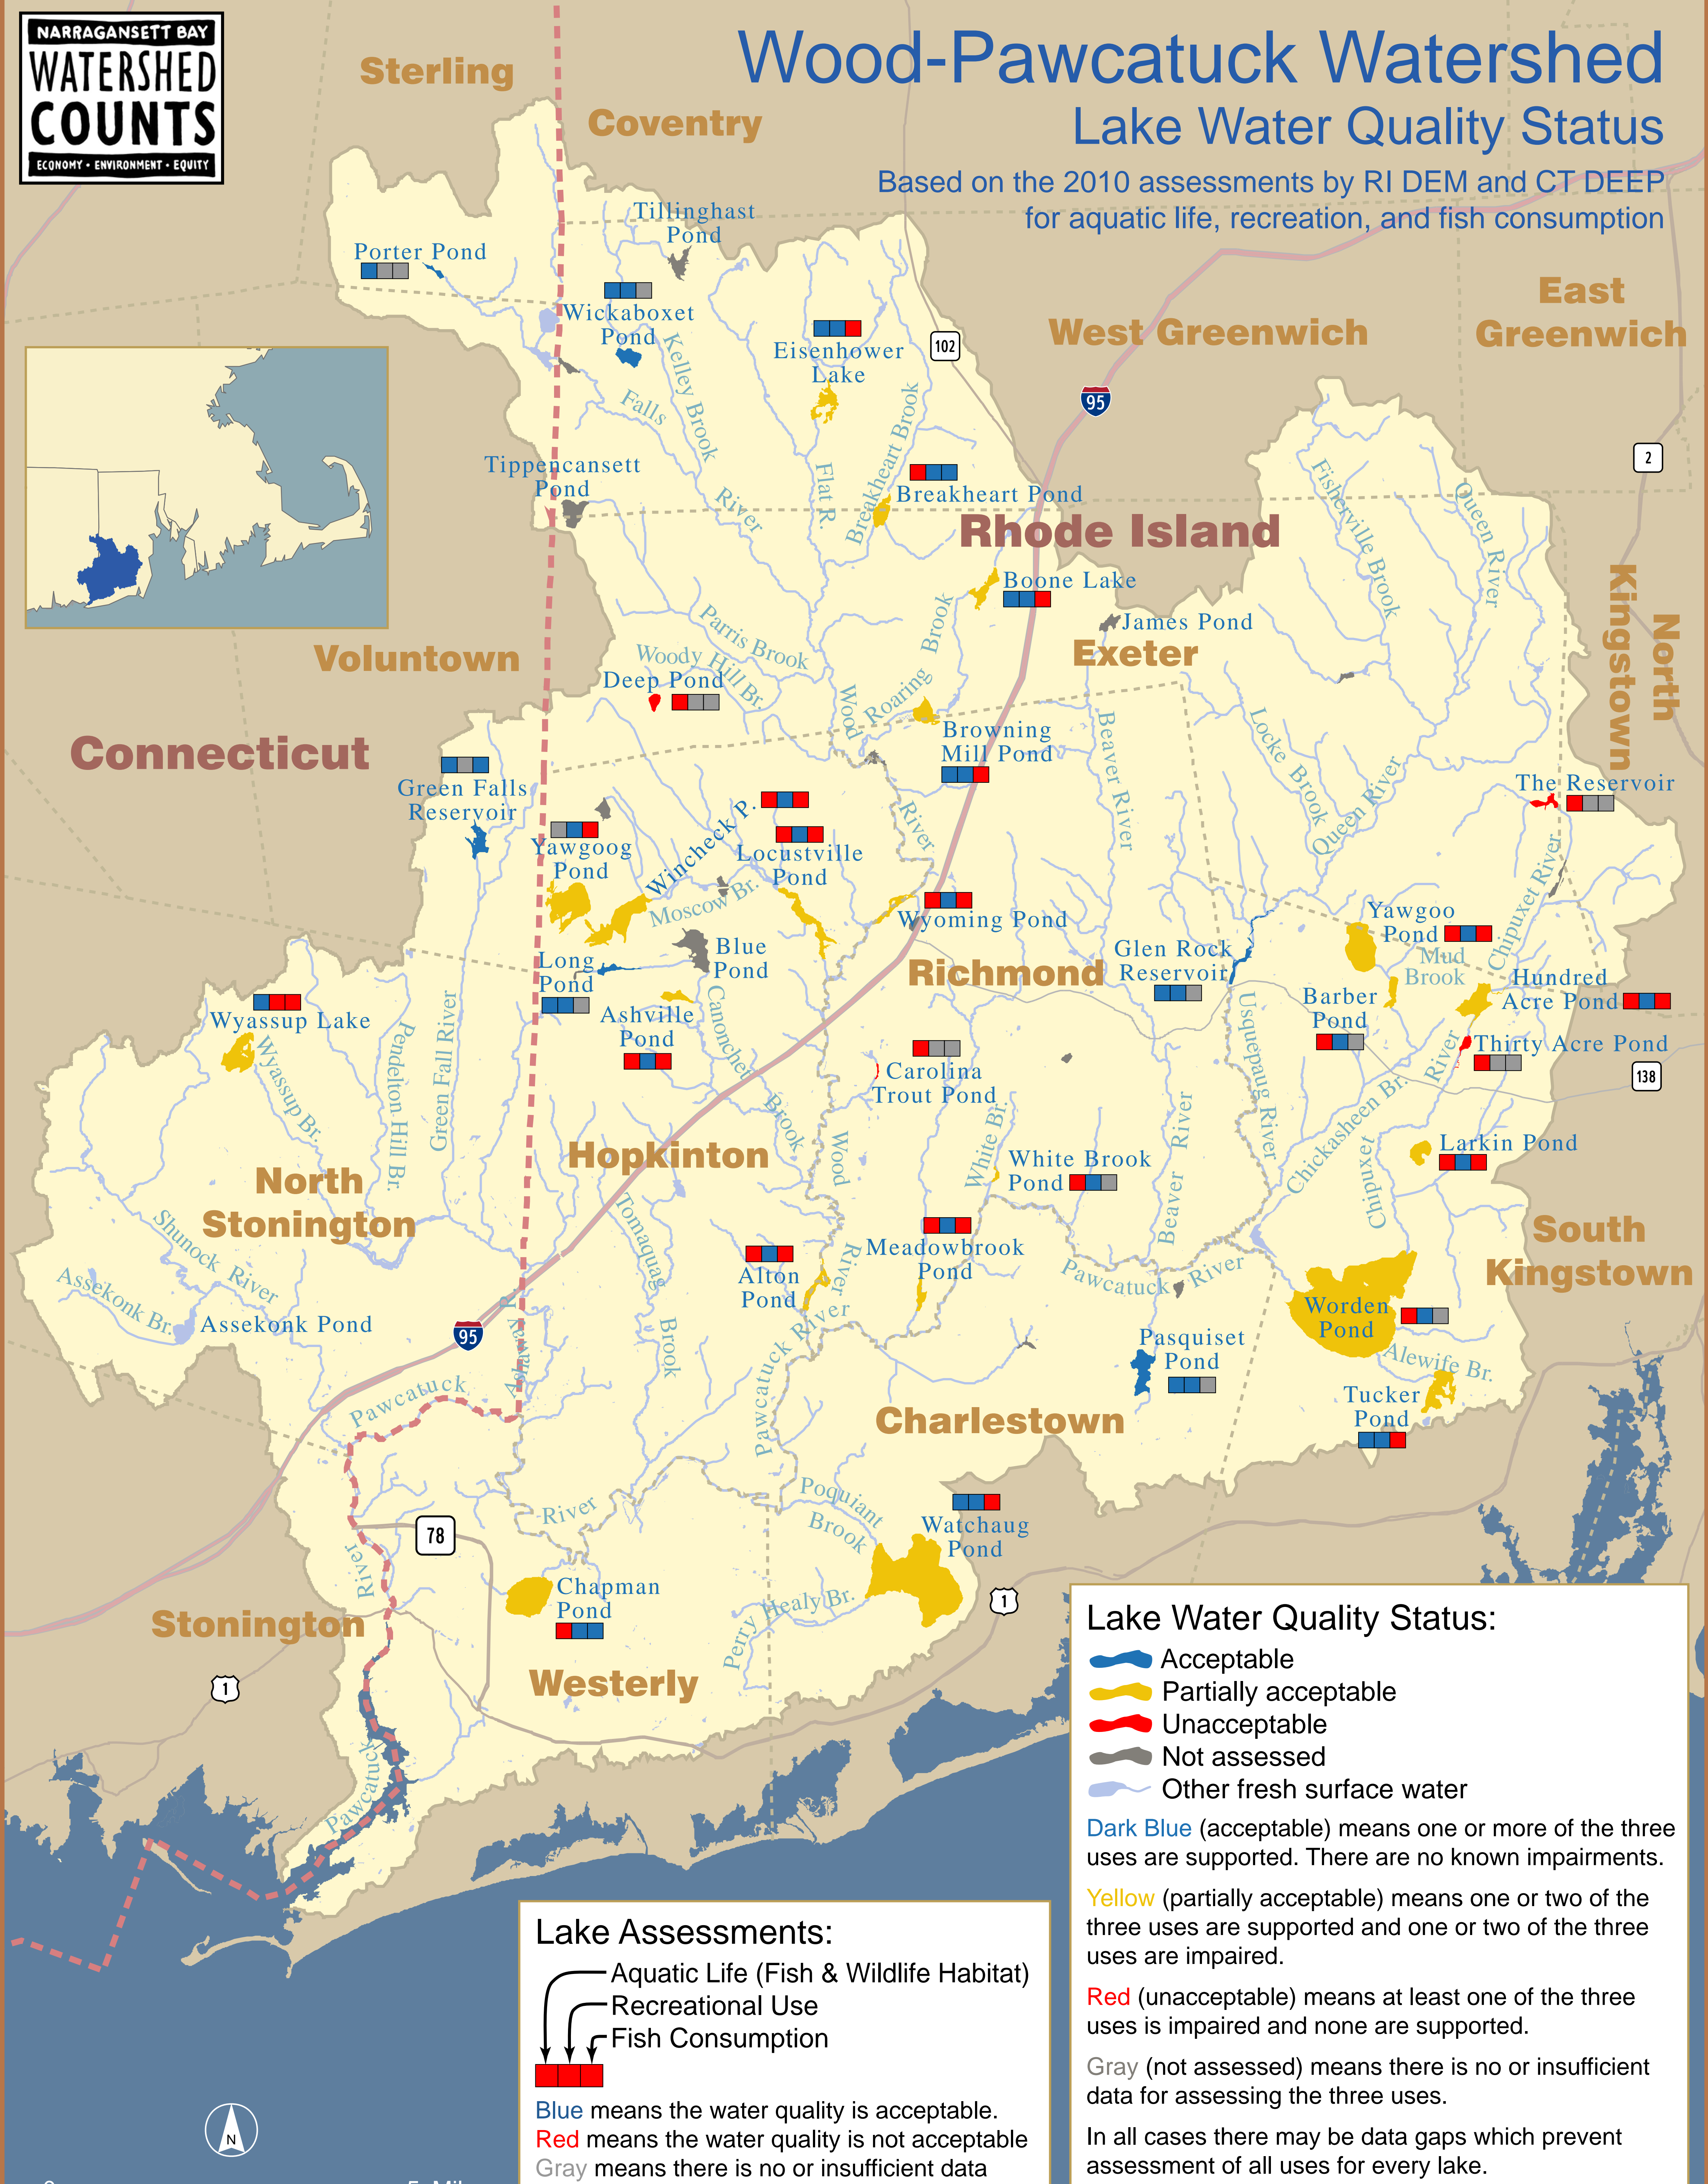 NARRAGANSETT BAY
WATERSHED
COUNTS
ECONOMY • ENVIRONMENT • EQUITY
Wood-Pawcatuck Watershed
Lake Water Quality Status
Based on the 2010 assessments by RI DEM and CT DEEP
for aquatic life, recreation, and fish consumption
Sterling
Coventry
Tillinghast
Pond
Porter Pond
Wickaboxet
Pond
Kelley Brook
Eisenhower
Lake
102
West Greenwich
East
Greenwich
95
2
Falls
River
Flat R.
Breakheart Brook
Tippencansett
Pond
Breakheart Pond
Rhode Island
Fisherville Brook
Queen River
Boone Lake
James Pond
Exeter
North
Kingstown
Voluntown
Parris Brook
Woody Hill Br.
Deep Pond
Roaring Brook
Wood
River
Browning
Mill Pond
Beaver River
Locke Brook
Queen River
Connecticut
Green Falls
Reservoir
The Reservoir
Yawgoog
Pond
Wincheck P.
Locustville
Pond
Moscow Br.
Wyoming Pond
Blue
Pond
Long
Pond
Ashville
Pond
Canonchet
Brook
Richmond
Glen Rock
Reservoir
Yawgoo
Pond
Mud
Brook
Chipuxet River
Hundred
Acre Pond
Barber
Pond
Thirty Acre Pond
138
Wyassup Lake
Wyassup Br.
Pendelton Hill Br.
Green Fall River
Carolina
Trout Pond
Usquepaug River
Chickasheen Br.
Chipuxet
River
Larkin Pond
Hopkinton
Wood
River
White Br.
White Brook
Pond
Beaver River
North
Stonington
Shunock River
Assekonk Br.
Assekonk Pond
Tomaquag
Brook
Alton
Pond
Meadowbrook
Pond
Pawcatuck River
South
Kingstown
Worden
Pond
Alewife Br.
Tucker
Pond
Pasquiset
Pond
95
Ashaway R.
Pawcatuck
River
Pawcatuck River
Charlestown
Poquiant
Brook
Watchaug
Pond
78
River
Chapman
Pond
Perry Healy Br.
1
Stonington
Westerly
1
Pawcatuck
Lake Water Quality Status:
Acceptable
Partially acceptable
Unacceptable
Not assessed
Other fresh surface water
Dark Blue (acceptable) means one or more of the three
uses are supported. There are no known impairments.
Yellow (partially acceptable) means one or two of the
three uses are supported and one or two of the three
uses are impaired.
Red (unacceptable) means at least one of the three
uses is impaired and none are supported.
Gray (not assessed) means there is no or insufficient
data for assessing the three uses.
In all cases there may be data gaps which prevent
assessment of all uses for every lake.
Lake Assessments:
Aquatic Life (Fish & Wildlife Habitat)
Recreational Use
Fish Consumption
Blue means the water quality is acceptable.
Red means the water quality is not acceptable
Gray means there is no or insufficient data
N